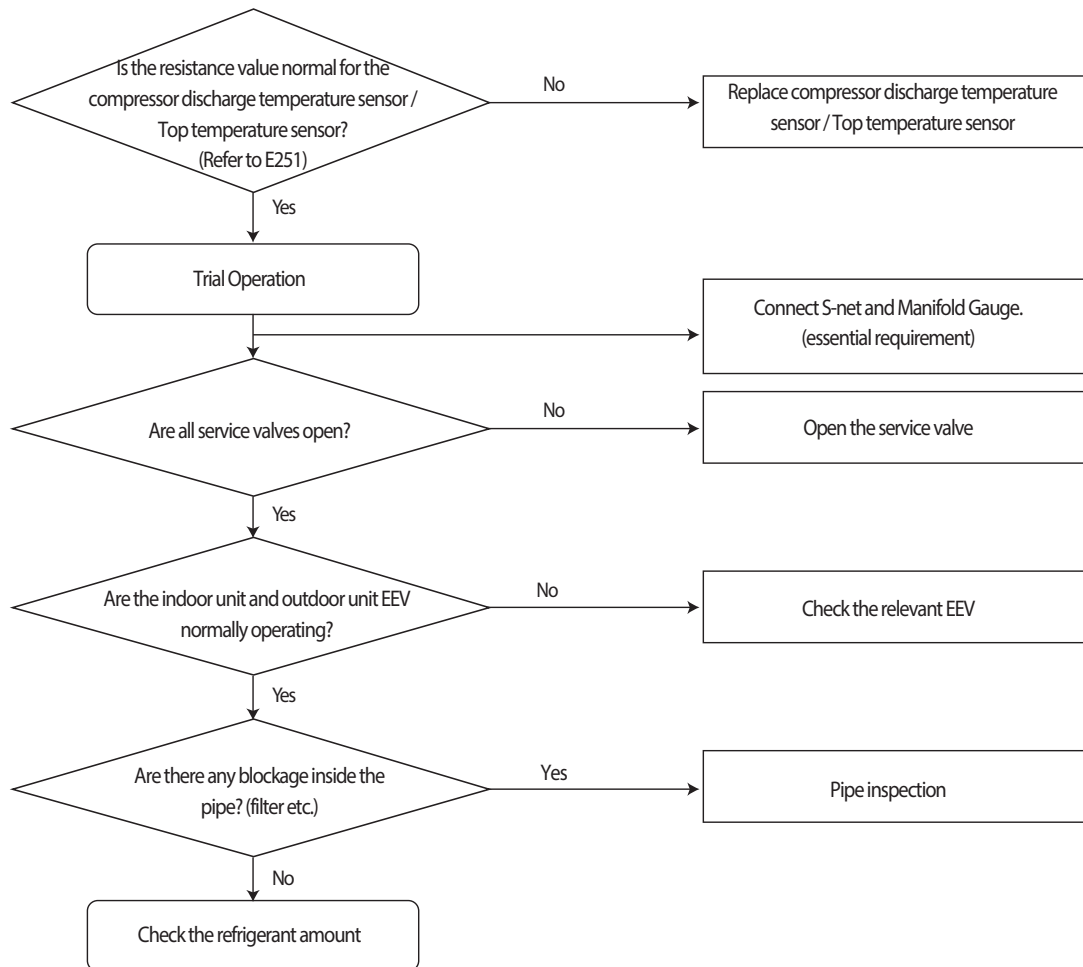 Is the resistance value normal for the
compressor discharge temperature sensor /
Top temperature sensor?
(Refer to E251)
No
Replace compressor discharge temperature
sensor / Top temperature sensor
Yes
Trial Operation
Connect S-net and Manifold Gauge.
(essential requirement)
Are all service valves open?
No
Open the service valve
Yes
Are the indoor unit and outdoor unit EEV
normally operating?
No
Check the relevant EEV
Yes
Are there any blockage inside the
pipe? (filter etc.)
Yes
Pipe inspection
No
Check the refrigerant amount